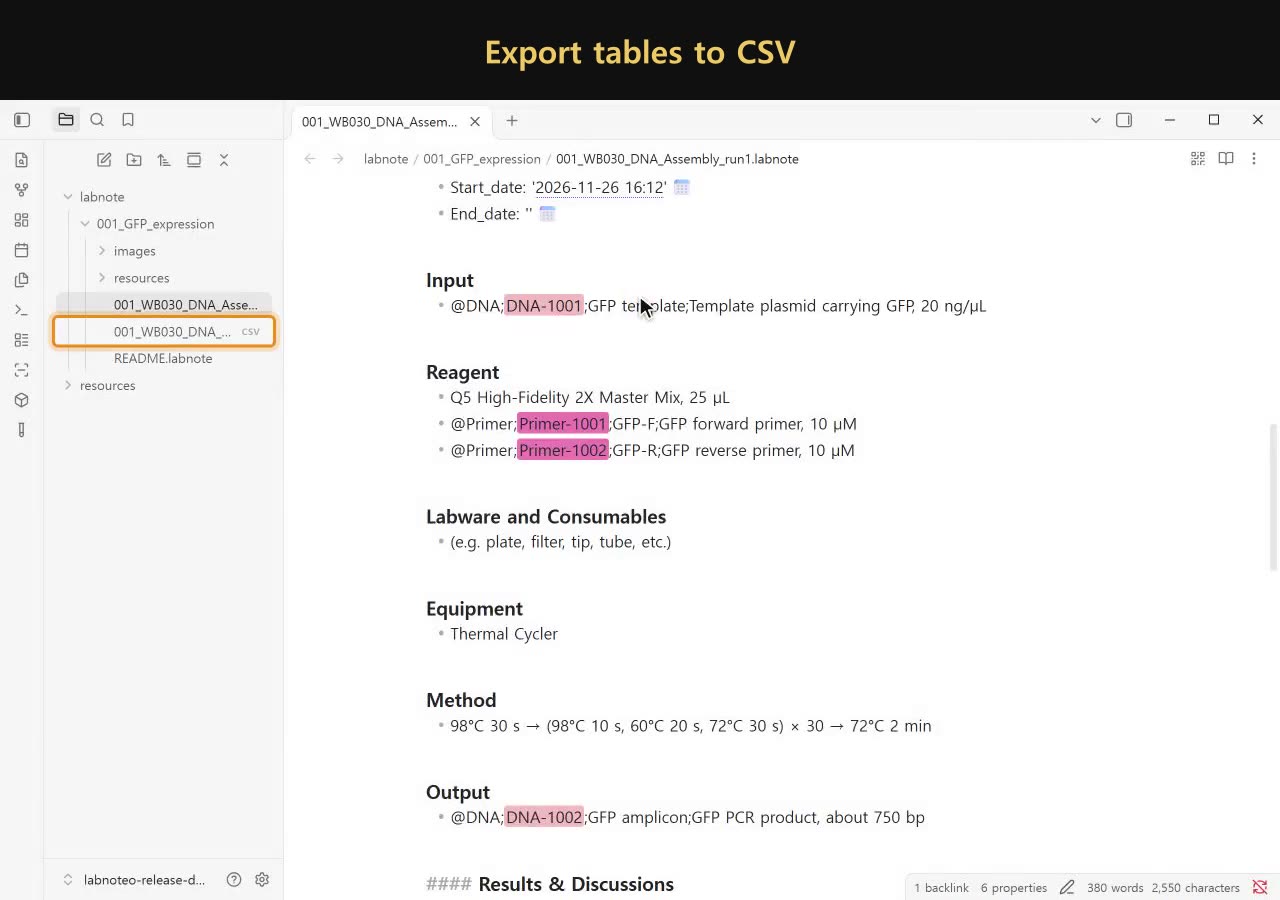 Export tables to CSV
001_WB030_DNA_Assem...
labnote / 001_GFP_expression / 001_WB030_DNA_Assembly_run1.labnote
labnote
001_GFP_expression
images
resources
001_WB030_DNA_Asse...
001_WB030_DNA_... CSV
README.labnote
resources
labnoteo-release-d...
Start_date: '2026-11-26 16:12'
End_date: ''
Input
@DNA;DNA-1001;GFP template;Template plasmid carrying GFP, 20 ng/µL
Reagent
Q5 High-Fidelity 2X Master Mix, 25 µL
@Primer;Primer-1001;GFP-F;GFP forward primer, 10 µM
@Primer;Primer-1002;GFP-R;GFP reverse primer, 10 µM
Labware and Consumables
(e.g. plate, filter, tip, tube, etc.)
Equipment
Thermal Cycler
Method
98°C 30 s → (98°C 10 s, 60°C 20 s, 72°C 30 s) × 30 → 72°C 2 min
Output
@DNA;DNA-1002;GFP amplicon;GFP PCR product, about 750 bp
#### Results & Discussions
1 backlink 6 properties 380 words 2,550 characters